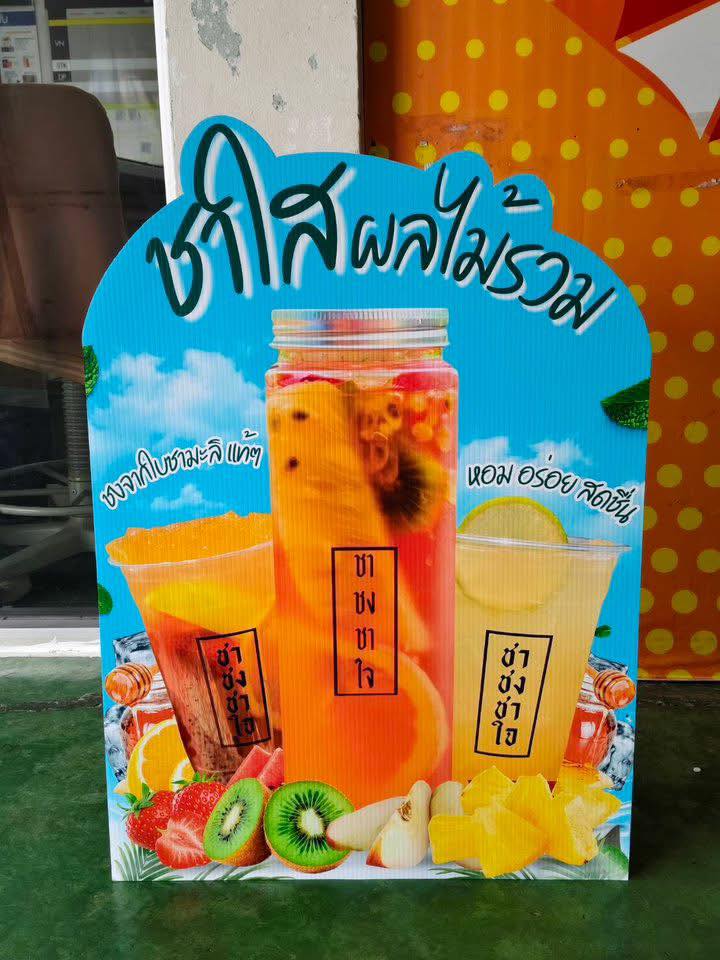 VN
ชาใสผลไม้รวม
ชงจากใบชามะลิ แท้ๆ
หอม อร่อย สดชื่น
ชา
ชง
ชา
ใจ
ชา
ชง
ชา
ใจ
ชา
ชง
ชา
ใจ